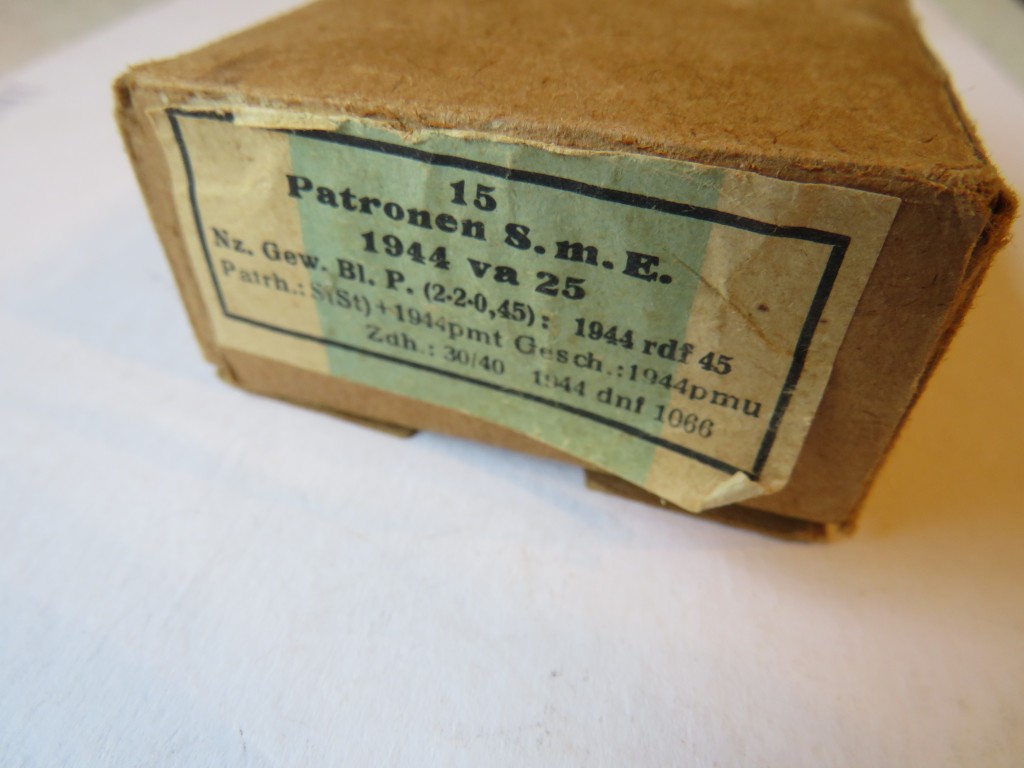 15
Patronen S. m. E.
1944 va 25
Nz. Gew. Bl. P. (2·2·0,45): 1944 rdf 45
Patrh.: S(St)+1944pmt Gesch.:1944pmu
Zdh.: 30/40 1944 dnf 1066